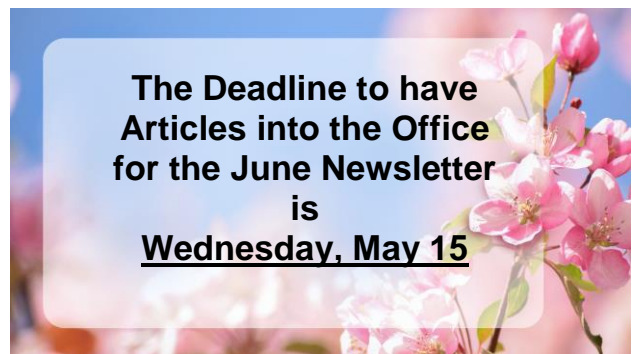 The Deadline to have
Articles into the Office
for the June Newsletter
is
Wednesday, May 15